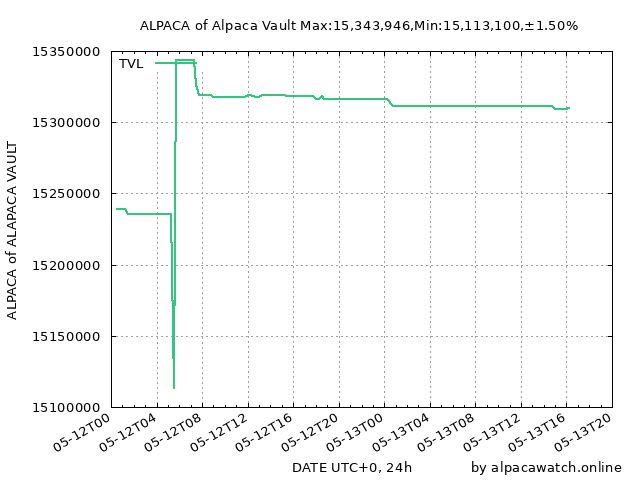 ALPACA of Alpaca Vault Max:15,343,946,Min:15,113,100,±1.50%
TVL
15350000
15300000
15250000
15200000
15150000
15100000
ALPACA of ALAPACA VAULT
05-12T00
05-12T04
05-12T08
05-12T12
05-12T16
05-12T20
05-13T00
05-13T04
05-13T08
05-13T12
05-13T16
05-13T20
DATE UTC+0, 24h
by alpacawatch.online